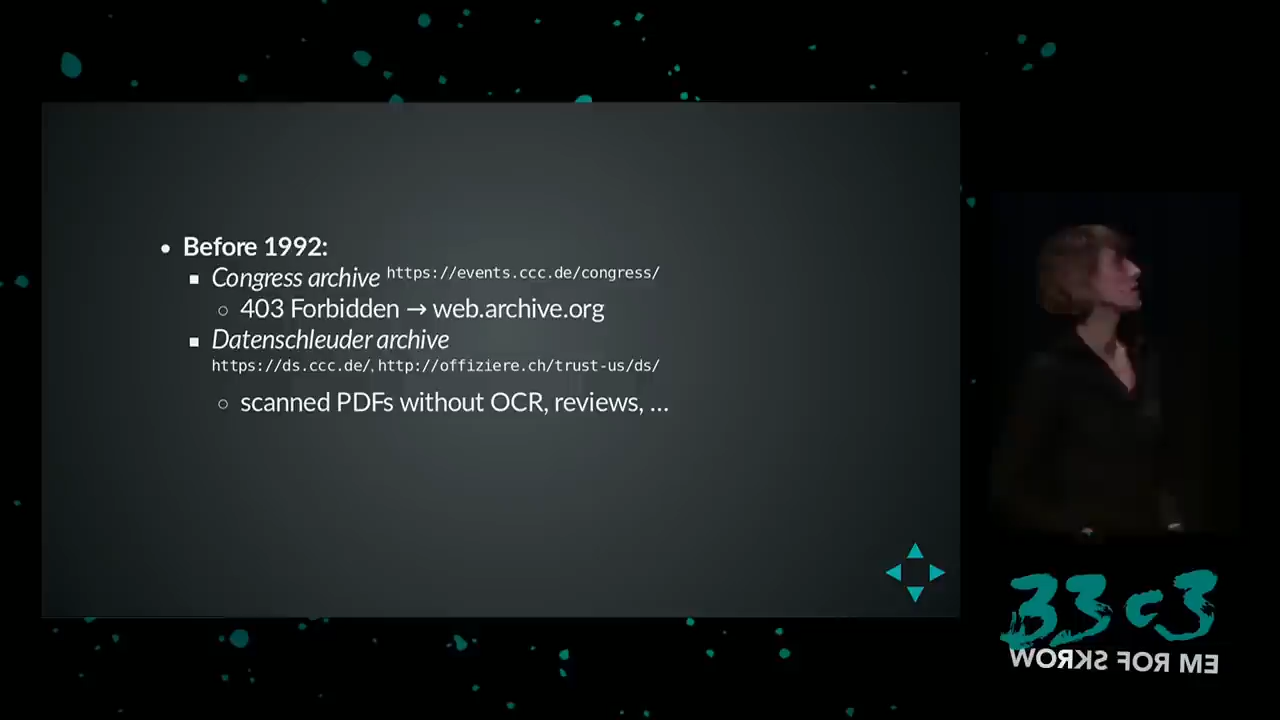 • Before 1992:
▪ Congress archive https://events.ccc.de/congress/
○ 403 Forbidden → web.archive.org
▪ Datenschleuder archive
https://ds.ccc.de/, http://offiziere.ch/trust-us/ds/
○ scanned PDFs without OCR, reviews, ...
33c3
WORKS FOR ME